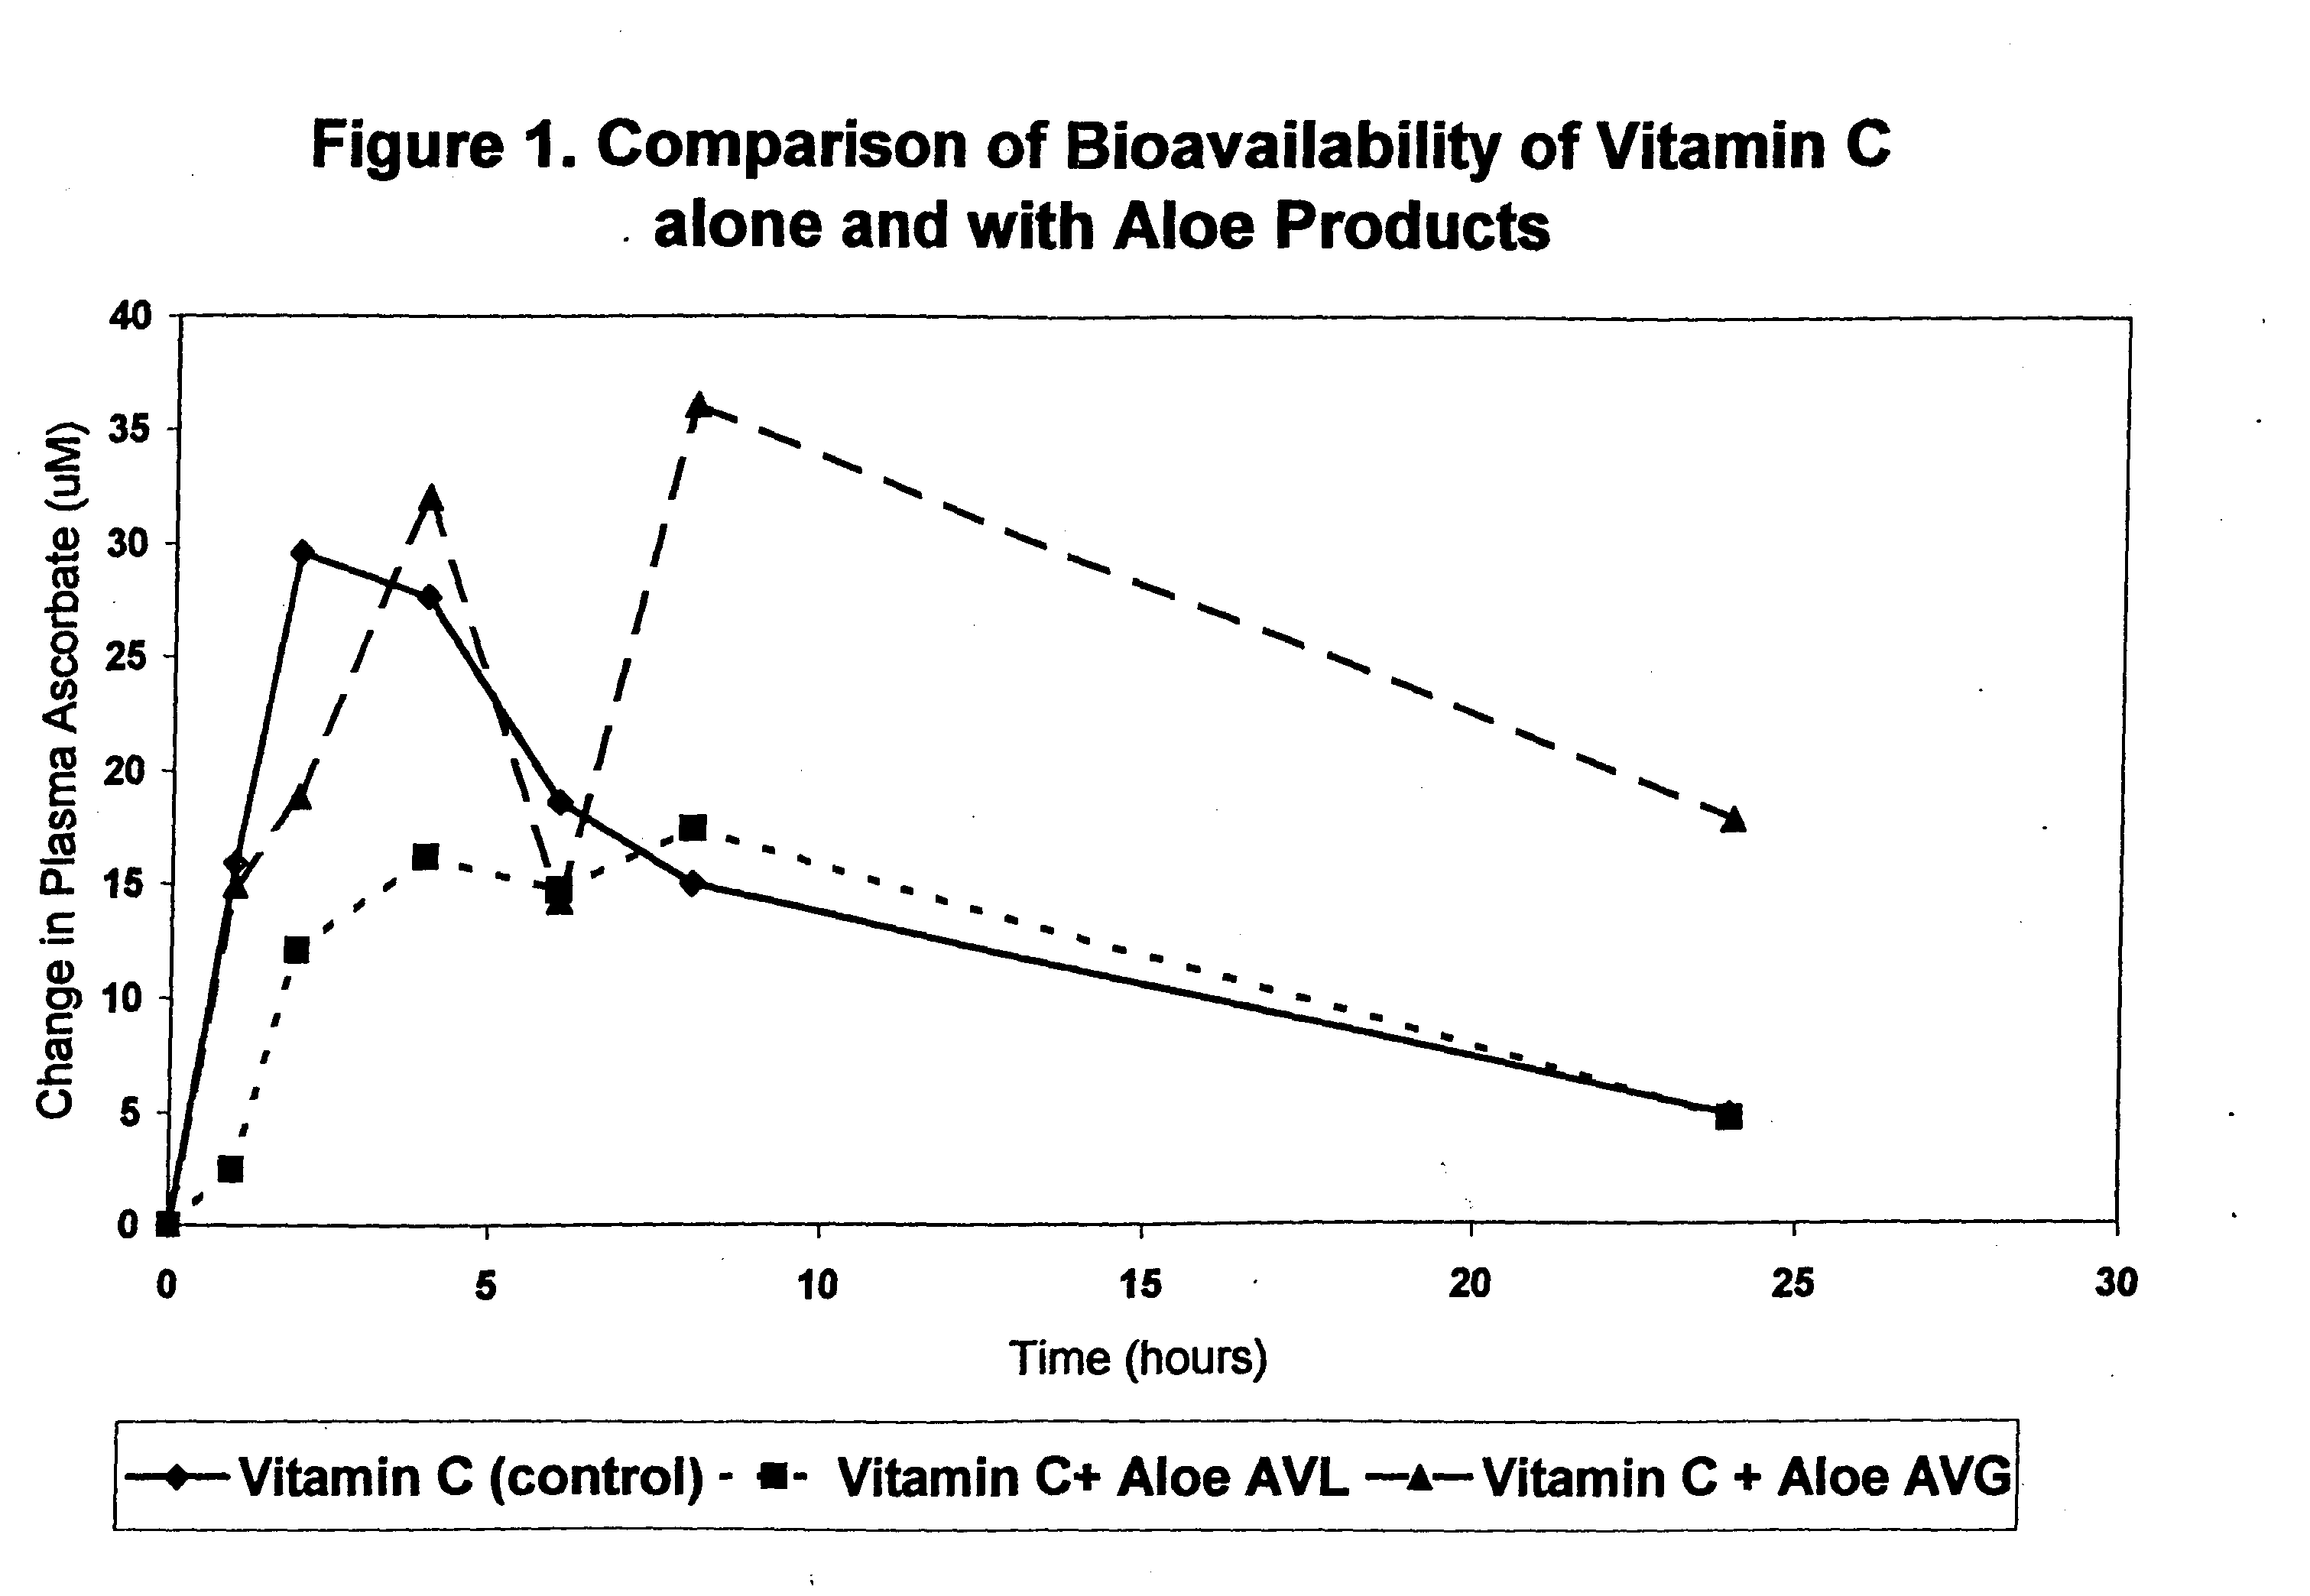 Figure 1. Comparison of Bioavailability of Vitamin C
alone and with Aloe Products
Change in Plasma Ascorbate (uM)
40
35
30
25
20
15
10
5
0
0 5 10 15 20 25 30
Time (hours)
Vitamin C (control) Vitamin C+ Aloe AVL Vitamin C + Aloe AVG